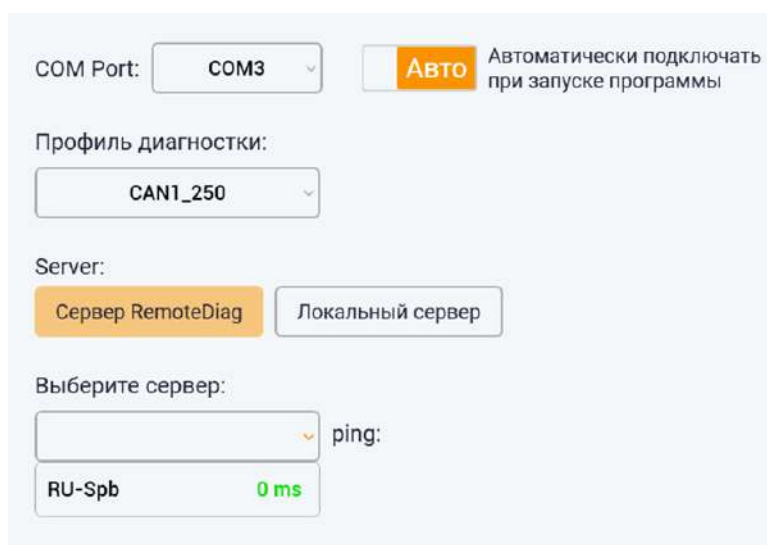 COM Port: COM3 Авто Автоматически подключать
при запуске программы
Профиль диагностки:
CAN1_250
Server:
Сервер RemoteDiag Локальный сервер
Выберите сервер:
ping:
RU-Spb 0 ms